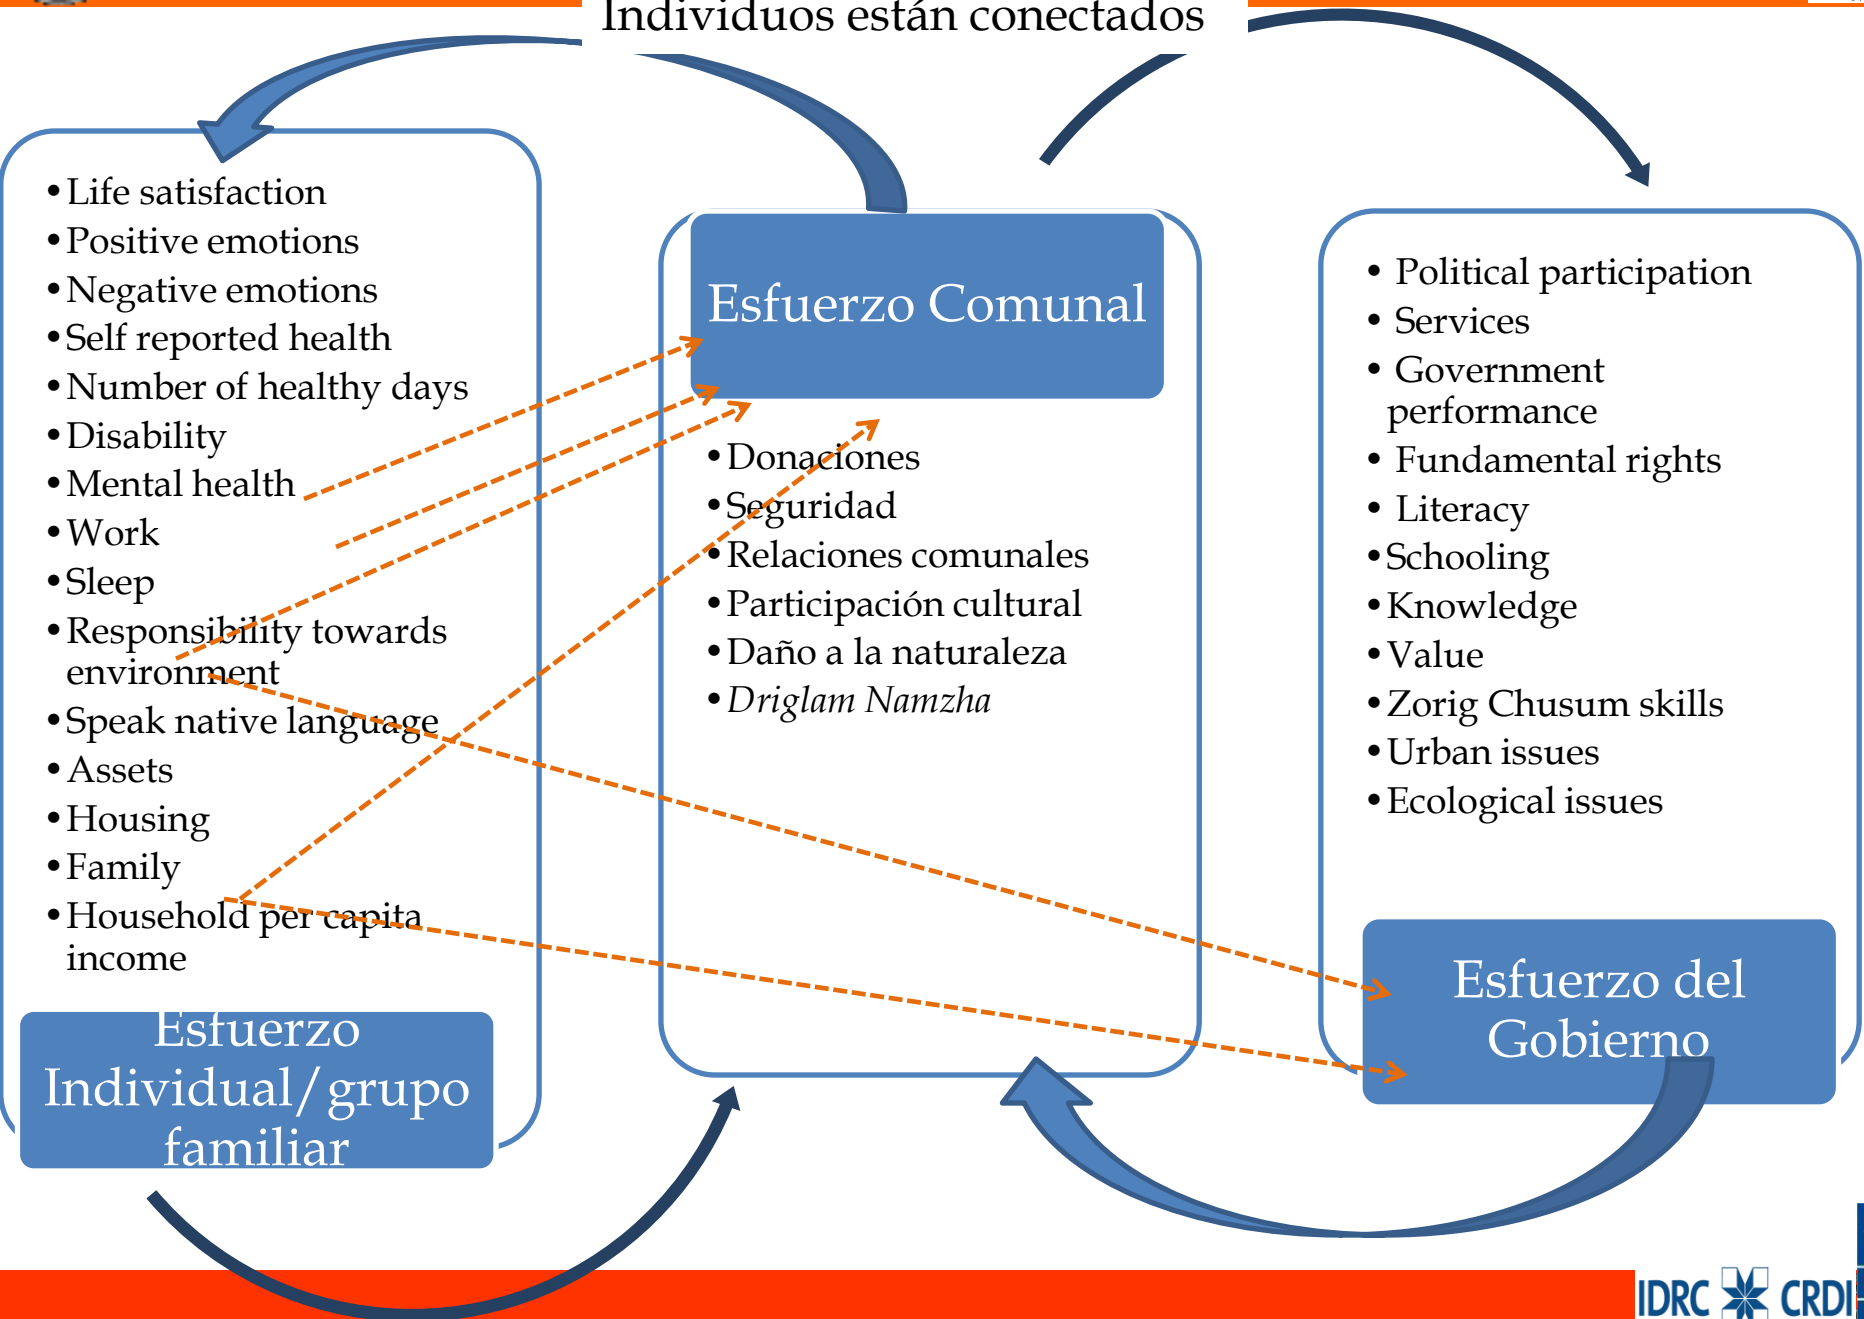 Individuos están conectados
•Life satisfaction
•Positive emotions
•Negative emotions
•Self reported health
•Number of healthy days
•Disability
•Mental health
•Work
•Sleep
•Responsibility towards
environment
•Speak native language
•Assets
•Housing
•Family
•Household per capita
income
Esfuerzo
Individual/grupo
familiar
Esfuerzo Comunal
•Donaciones
•Seguridad
•Relaciones comunales
•Participación cultural
•Daño a la naturaleza
•Driglam Namzha
• Political participation
• Services
• Government
performance
• Fundamental rights
• Literacy
•Schooling
•Knowledge
•Value
•Zorig Chusum skills
•Urban issues
•Ecological issues
Esfuerzo del
Gobierno
IDRC CRDI